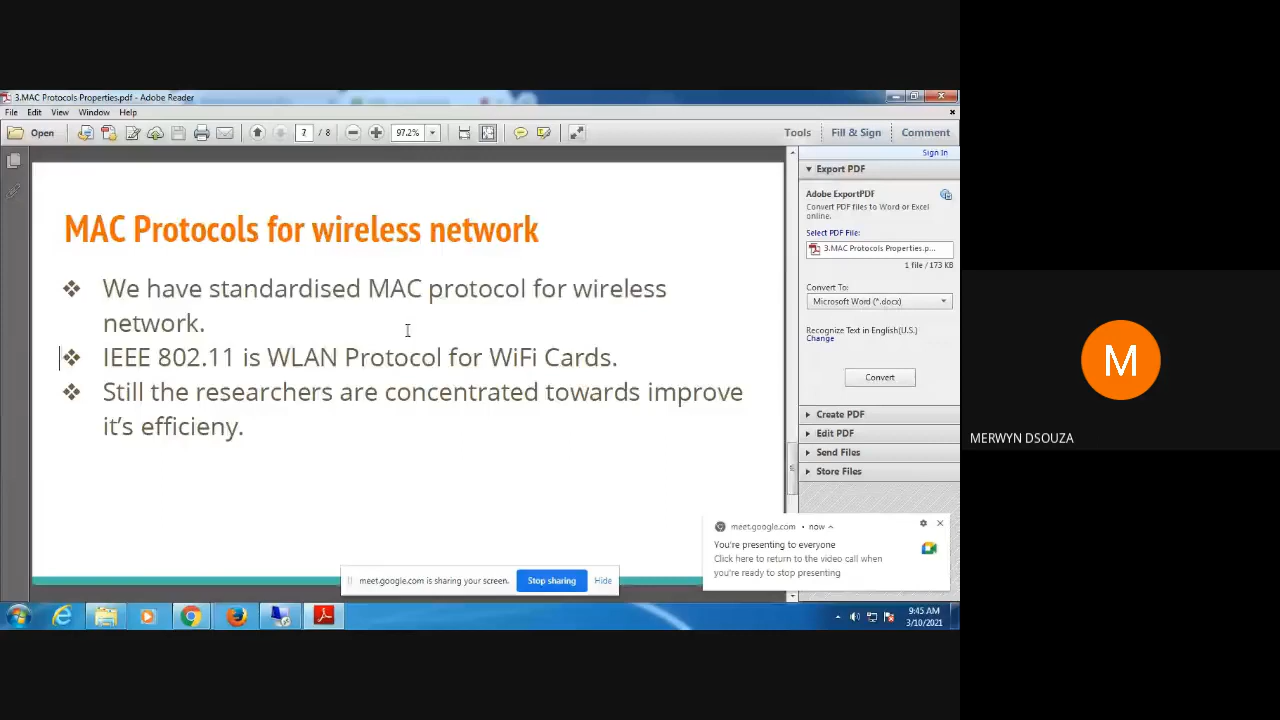 3.MAC Protocols Properties.pdf - Adobe Reader
File Edit View Window Help
Open 7 / 8 97.2% Tools Fill & Sign Comment
Sign In
MAC Protocols for wireless network
❖ We have standardised MAC protocol for wireless
network.
❖ IEEE 802.11 is WLAN Protocol for WiFi Cards.
❖ Still the researchers are concentrated towards improve
it’s efficieny.
Export PDF
Adobe ExportPDF
Convert PDF files to Word or Excel
online.
Select PDF File:
3.MAC Protocols Properties.p...
1 file / 173 KB
Convert To:
Microsoft Word (*.docx)
Recognize Text in English(U.S.)
Change
Convert
Create PDF
Edit PDF
Send Files
Store Files
meet.google.com • now
You're presenting to everyone
Click here to return to the video call when
you're ready to stop presenting
meet.google.com is sharing your screen. Stop sharing Hide
9:45 AM
3/10/2021
M
MERWYN DSOUZA